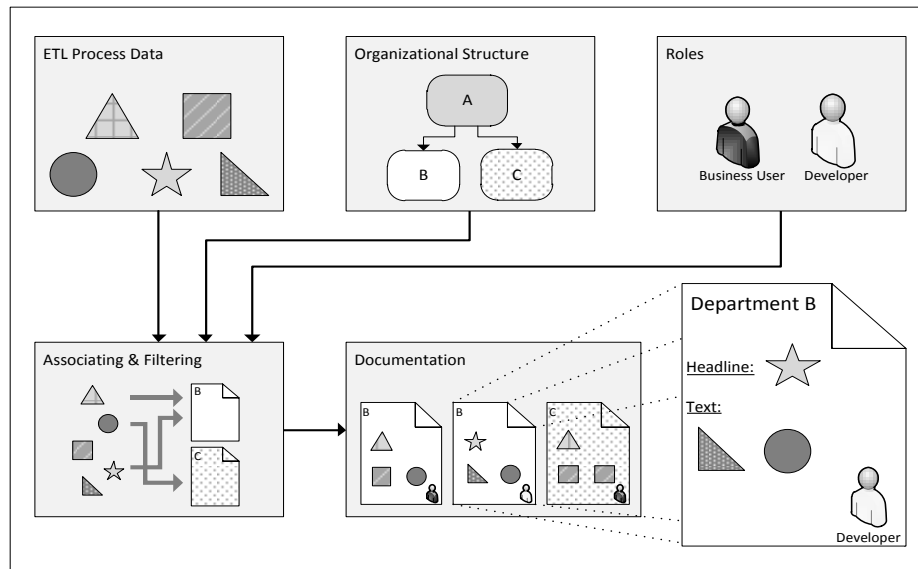 ETL Process Data
Organizational Structure
A
B
C
Roles
Business User
Developer
Associating & Filtering
B
C
Documentation
B
B
C
Department B
Headline:
Text:
Developer